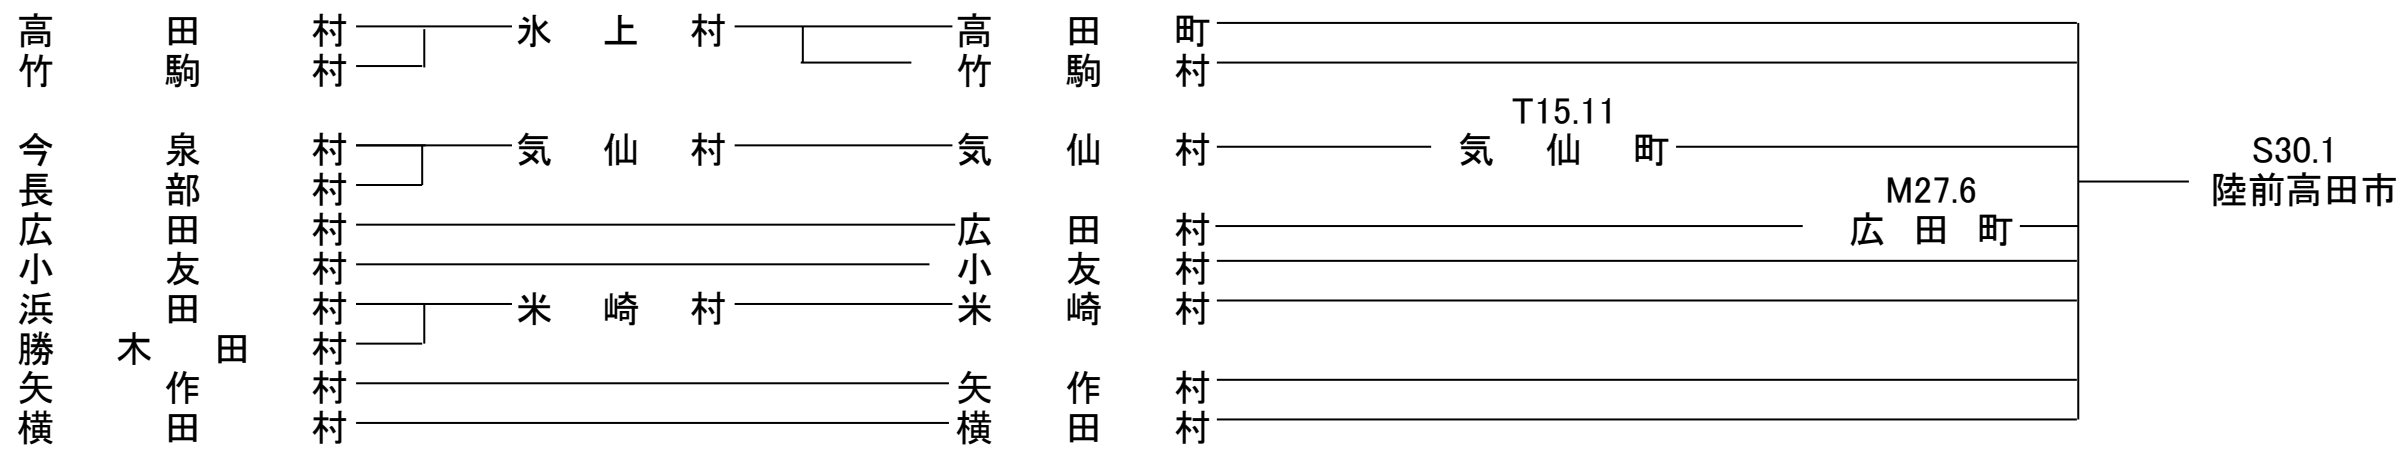 高田村 氷上村 高田町
竹駒村 竹駒村
T15.11
今泉村 気仙村 気仙村 気仙町 S30.1
長部村 M27.6 陸前高田市
広田村 広田村 広田町
小友村 小友村
浜田村 米崎村 米崎村
勝木田村
矢作村 矢作村
横田村 横田村